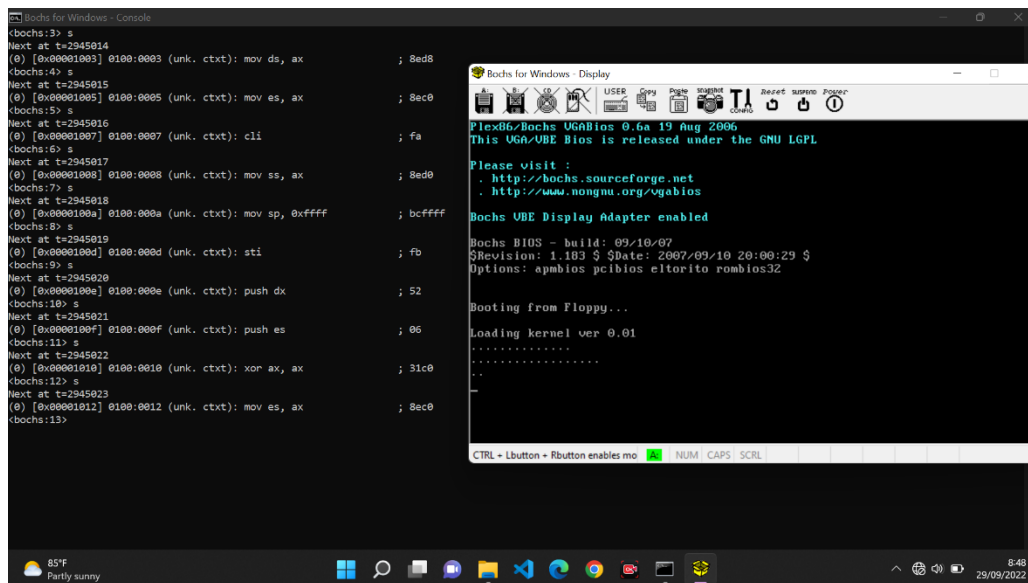 Bochs for Windows - Console
<bochs:3> s
Next at t=2945014
(0) [0x00001003] 0100:0003 (unk. ctxt): mov ds, ax ; 8ed8
<bochs:4> s
Next at t=2945015
(0) [0x00001005] 0100:0005 (unk. ctxt): mov es, ax ; 8ec0
<bochs:5> s
Next at t=2945016
(0) [0x00001007] 0100:0007 (unk. ctxt): cli ; fa
<bochs:6> s
Next at t=2945017
(0) [0x00001008] 0100:0008 (unk. ctxt): mov ss, ax ; 8ed0
<bochs:7> s
Next at t=2945018
(0) [0x0000100a] 0100:000a (unk. ctxt): mov sp, 0xffff ; bcffff
<bochs:8> s
Next at t=2945019
(0) [0x0000100d] 0100:000d (unk. ctxt): sti ; fb
<bochs:9> s
Next at t=2945020
(0) [0x0000100e] 0100:000e (unk. ctxt): push dx ; 52
<bochs:10> s
Next at t=2945021
(0) [0x0000100f] 0100:000f (unk. ctxt): push es ; 06
<bochs:11> s
Next at t=2945022
(0) [0x00001010] 0100:0010 (unk. ctxt): xor ax, ax ; 31c0
<bochs:12> s
Next at t=2945023
(0) [0x00001012] 0100:0012 (unk. ctxt): mov es, ax ; 8ec0
<bochs:13>
Bochs for Windows - Display
A: B: CD USER Copy Paste snapshot CONFIG Reset SUSPEND Power
Plex86/Bochs VGABios 0.6a 19 Aug 2006
This VGA/VBE Bios is released under the GNU LGPL
Please visit :
. http://bochs.sourceforge.net
. http://www.nongnu.org/vgabios
Bochs VBE Display Adapter enabled
Bochs BIOS - build: 09/10/07
$Revision: 1.183 $ $Date: 2007/09/10 20:00:29 $
Options: apmbios pcibios eltorito rombios32
Booting from Floppy...
Loading kernel ver 0.01
..............
..................
..
CTRL + Lbutton + Rbutton enables mo A: NUM CAPS SCRL
85°F
Partly sunny
8:48
29/09/2022